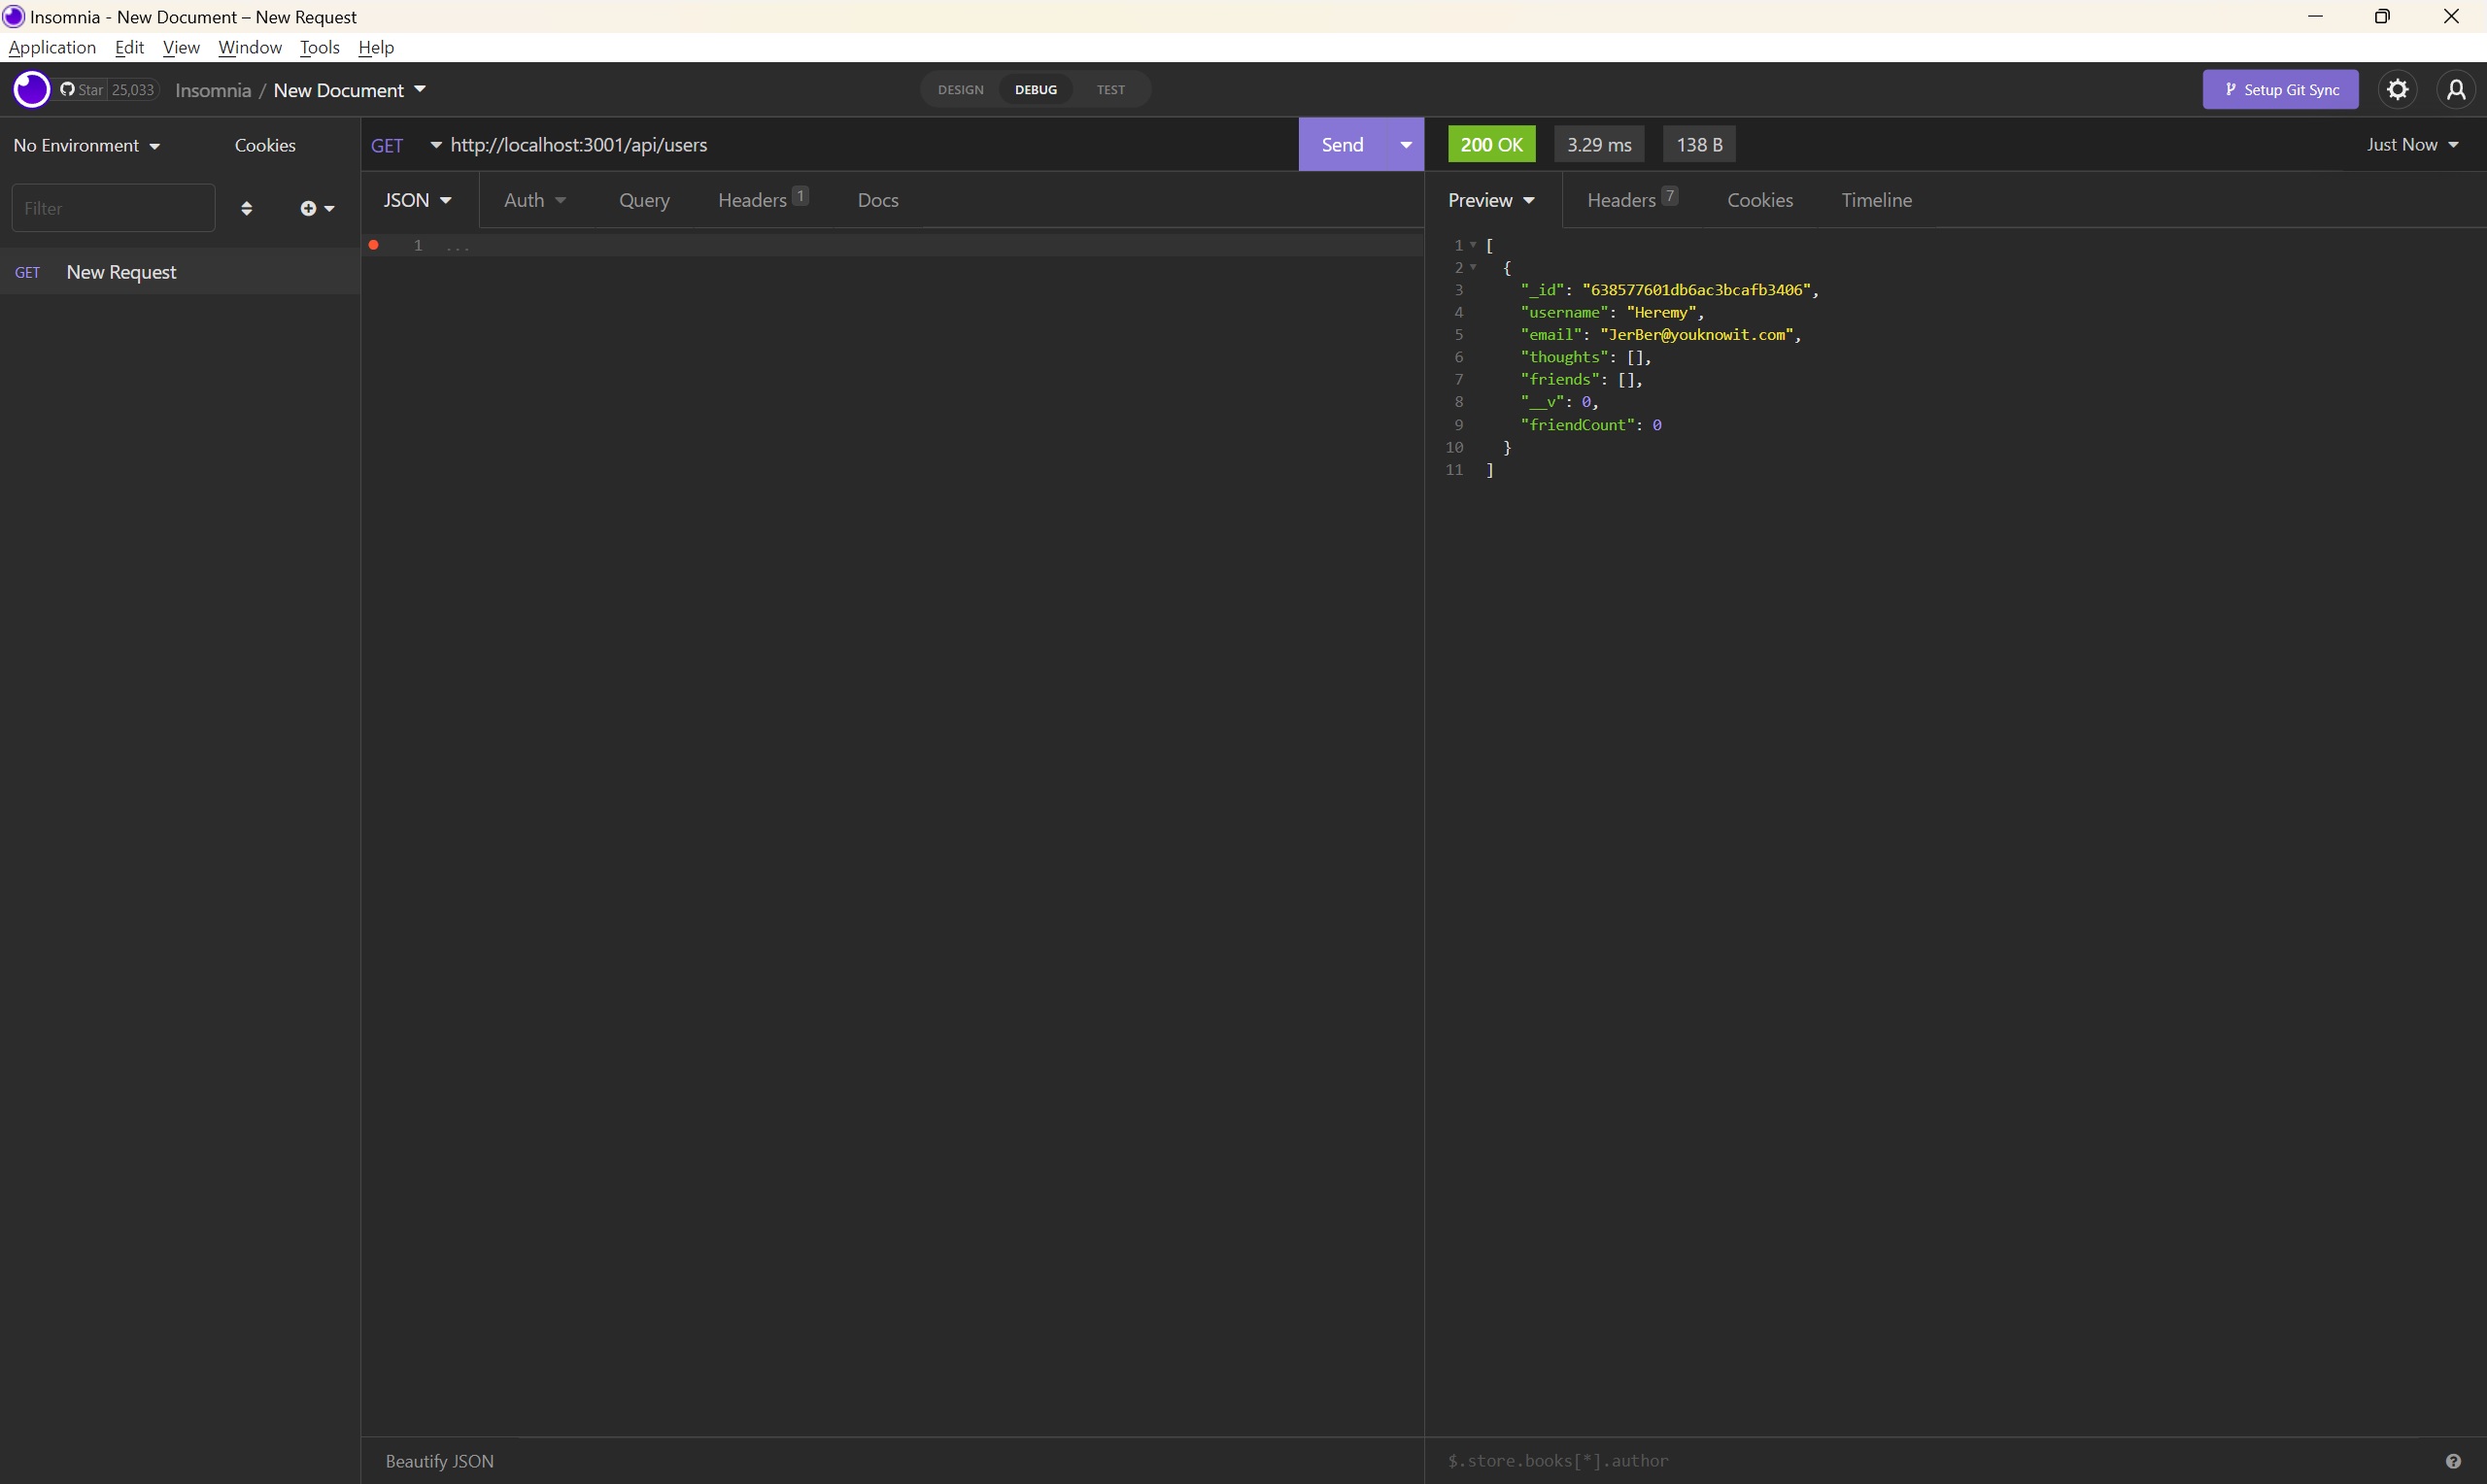 Insomnia - New Document – New Request
Application Edit View Window Tools Help
Star 25,033 Insomnia / New Document DESIGN DEBUG TEST Setup Git Sync
No Environment Cookies
GET http://localhost:3001/api/users Send
200 OK 3.29 ms 138 B Just Now
Filter
GET New Request
JSON Auth Query Headers 1 Docs
1 ...
Preview Headers 7 Cookies Timeline
1 [
2 {
3 "_id": "638577601db6ac3bcafb3406",
4 "username": "Heremy",
5 "email": "JerBer@youknowit.com",
6 "thoughts": [],
7 "friends": [],
8 "__v": 0,
9 "friendCount": 0
10 }
11 ]
Beautify JSON
$.store.books[*].author
?